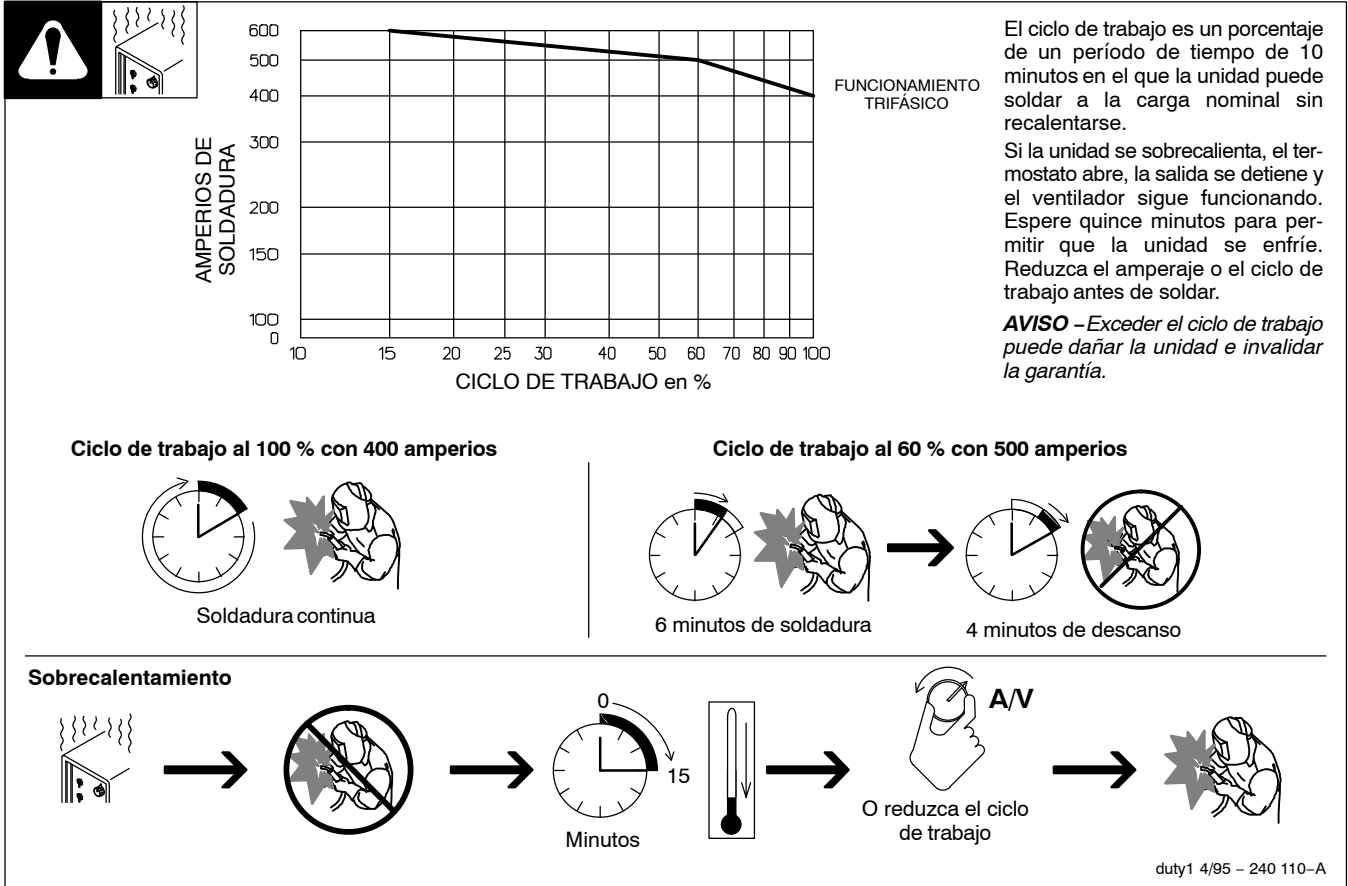 600
500
400
300
200
150
100
0
AMPERIOS DE
SOLDADURA
10 15 20 25 30 40 50 60 70 80 90 100
CICLO DE TRABAJO en %
FUNCIONAMIENTO
TRIFÁSICO
El ciclo de trabajo es un porcentaje
de un período de tiempo de 10
minutos en el que la unidad puede
soldar a la carga nominal sin
recalentarse.
Si la unidad se sobrecalienta, el ter-
mostato abre, la salida se detiene y
el ventilador sigue funcionando.
Espere quince minutos para per-
mitir que la unidad se enfríe.
Reduzca el amperaje o el ciclo de
trabajo antes de soldar.
AVISO – Exceder el ciclo de trabajo
puede dañar la unidad e invalidar
la garantía.
Ciclo de trabajo al 100 % con 400 amperios
Soldadura continua
Ciclo de trabajo al 60 % con 500 amperios
6 minutos de soldadura
4 minutos de descanso
Sobrecalentamiento
0
15
Minutos
A/V
O reduzca el ciclo
de trabajo
duty1 4/95 – 240 110–A